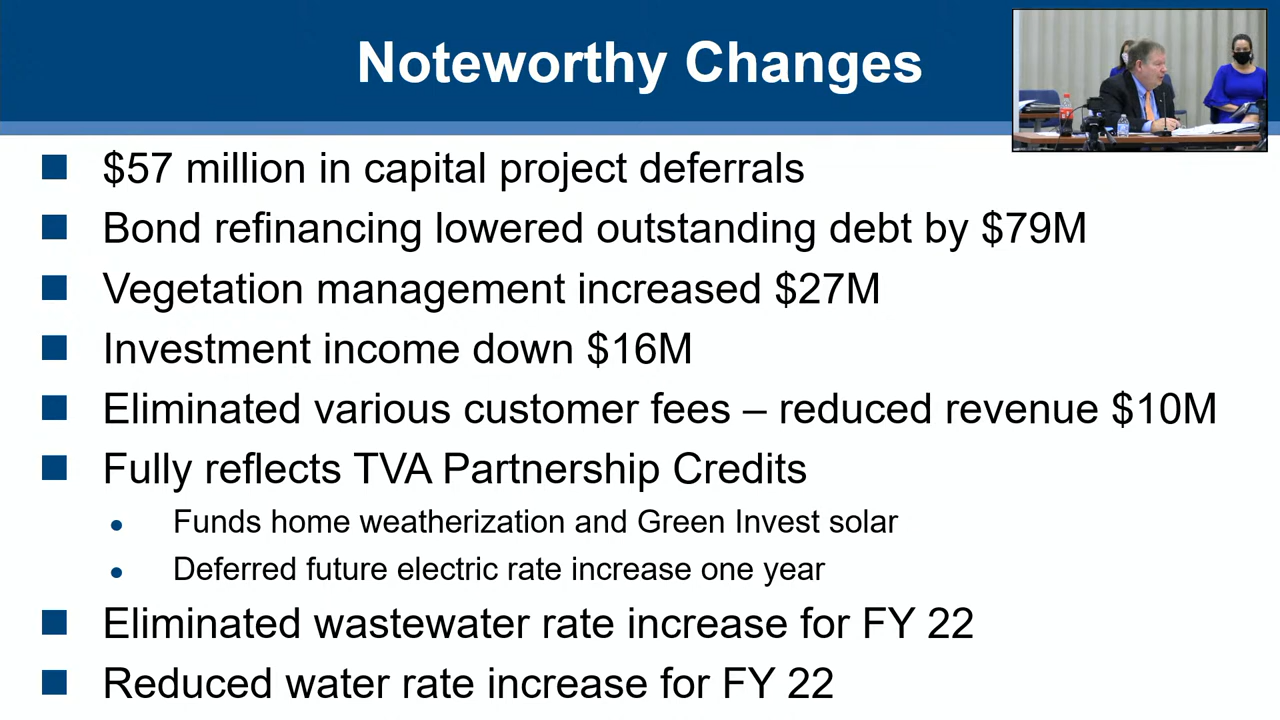 Noteworthy Changes
$57 million in capital project deferrals
Bond refinancing lowered outstanding debt by $79M
Vegetation management increased $27M
Investment income down $16M
Eliminated various customer fees – reduced revenue $10M
Fully reflects TVA Partnership Credits
Funds home weatherization and Green Invest solar
Deferred future electric rate increase one year
Eliminated wastewater rate increase for FY 22
Reduced water rate increase for FY 22